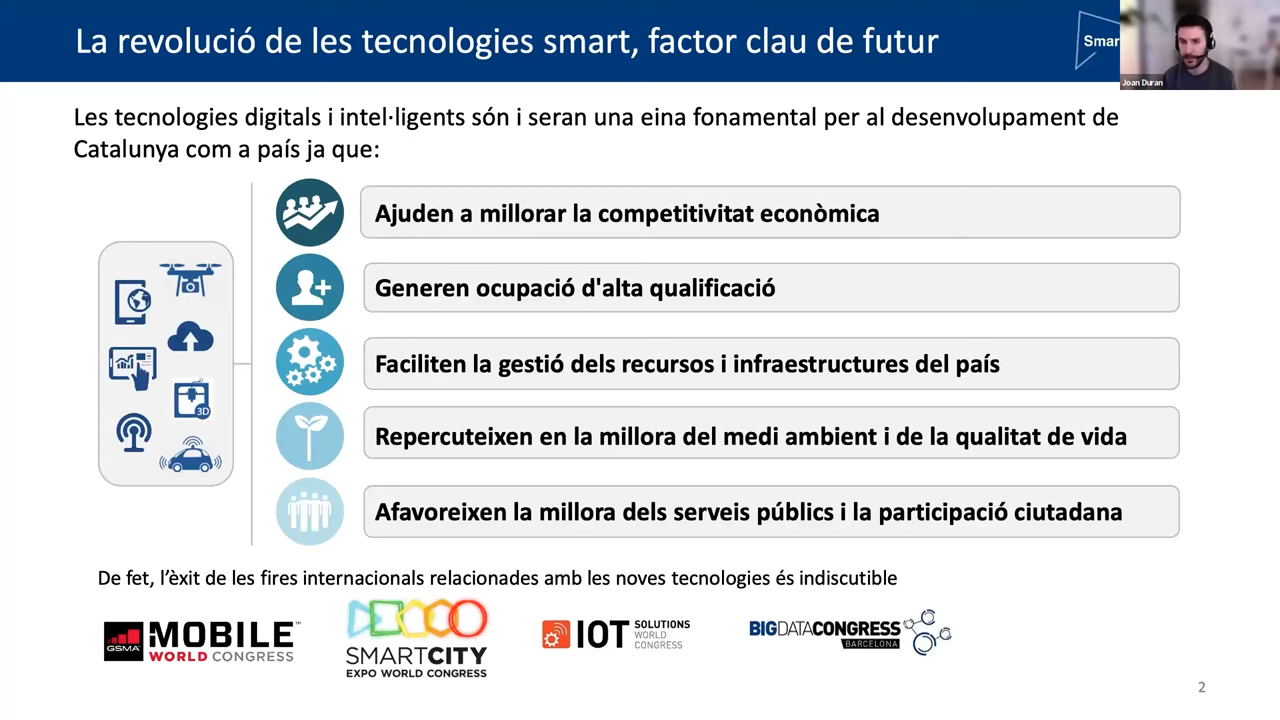 La revolució de les tecnologies smart, factor clau de futur
Smar
Joan Duran
Les tecnologies digitals i intel·ligents són i seran una eina fonamental per al desenvolupament de
Catalunya com a país ja que:
Ajuden a millorar la competitivitat econòmica
Generen ocupació d'alta qualificació
Faciliten la gestió dels recursos i infraestructures del país
3D
Repercuteixen en la millora del medi ambient i de la qualitat de vida
Afavoreixen la millora dels serveis públics i la participació ciutadana
De fet, l’èxit de les fires internacionals relacionades amb les noves tecnologies és indiscutible
GSMA
MOBILE™
WORLD CONGRESS
SMARTCITY
EXPO WORLD CONGRESS
IOT SOLUTIONS
WORLD
CONGRESS
BIGDATACONGRESS
BARCELONA
2